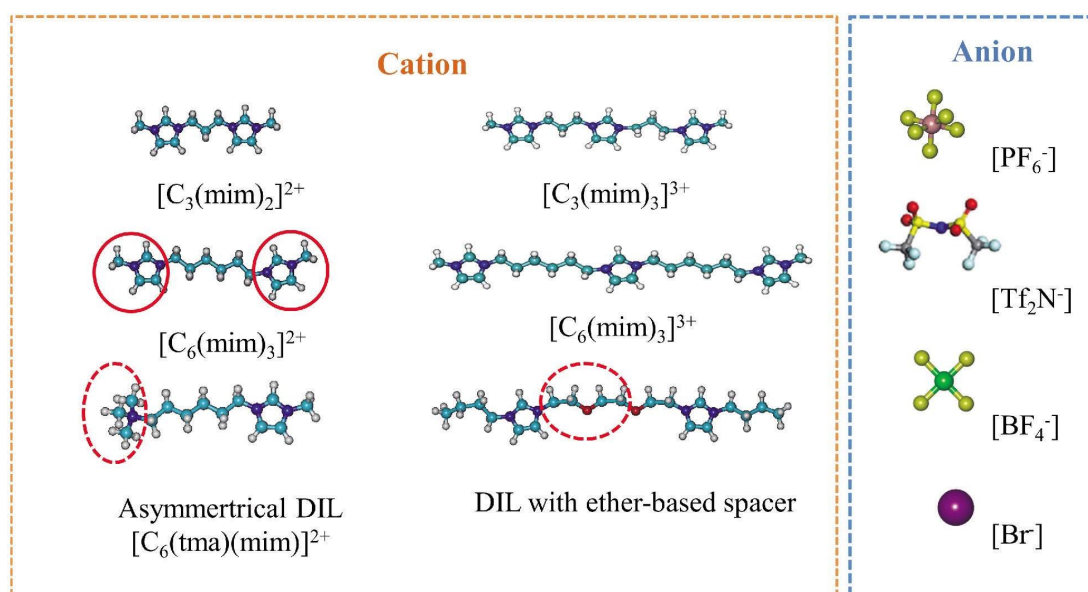 Cation
[C₃(mim)₂]²⁺
[C₃(mim)₃]³⁺
[C₆(mim)₃]²⁺
[C₆(mim)₃]³⁺
Asymmertrical DIL
[C₆(tma)(mim)]²⁺
DIL with ether-based spacer
Anion
[PF₆⁻]
[Tf₂N⁻]
[BF₄⁻]
[Br⁻]